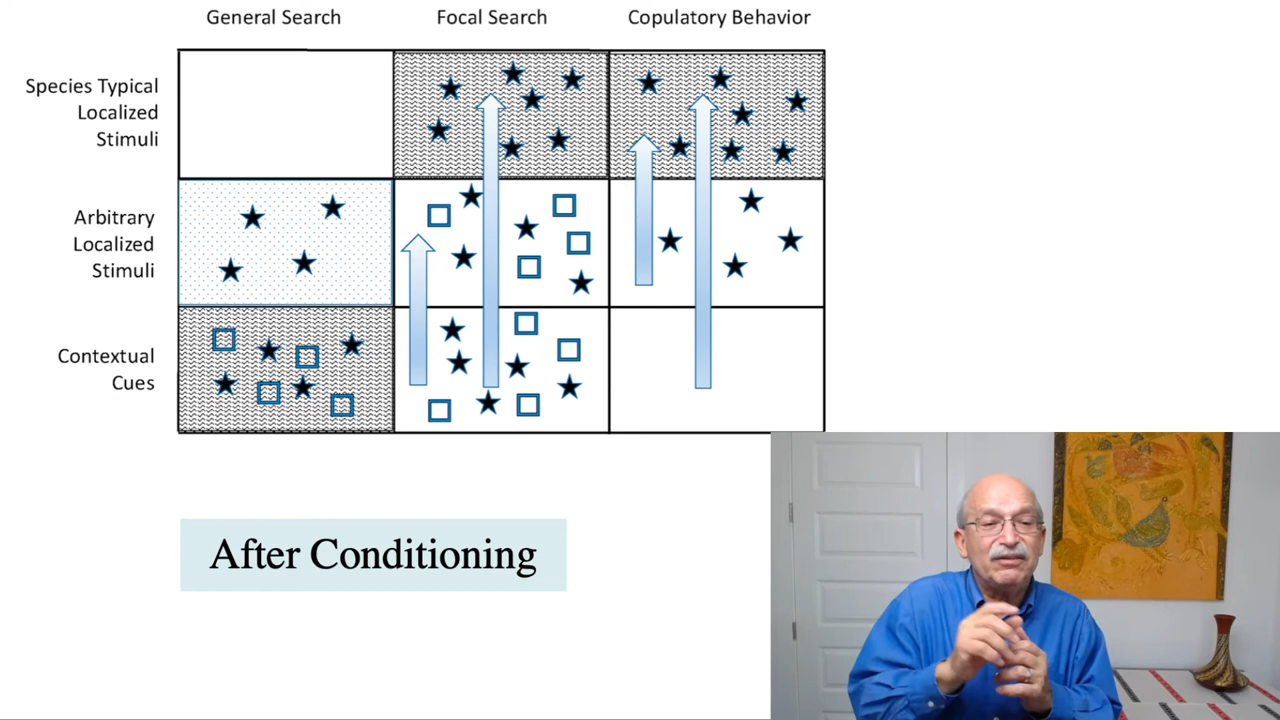 General Search
Focal Search
Copulatory Behavior
Species Typical
Localized
Stimuli
Arbitrary
Localized
Stimuli
Contextual
Cues
After Conditioning